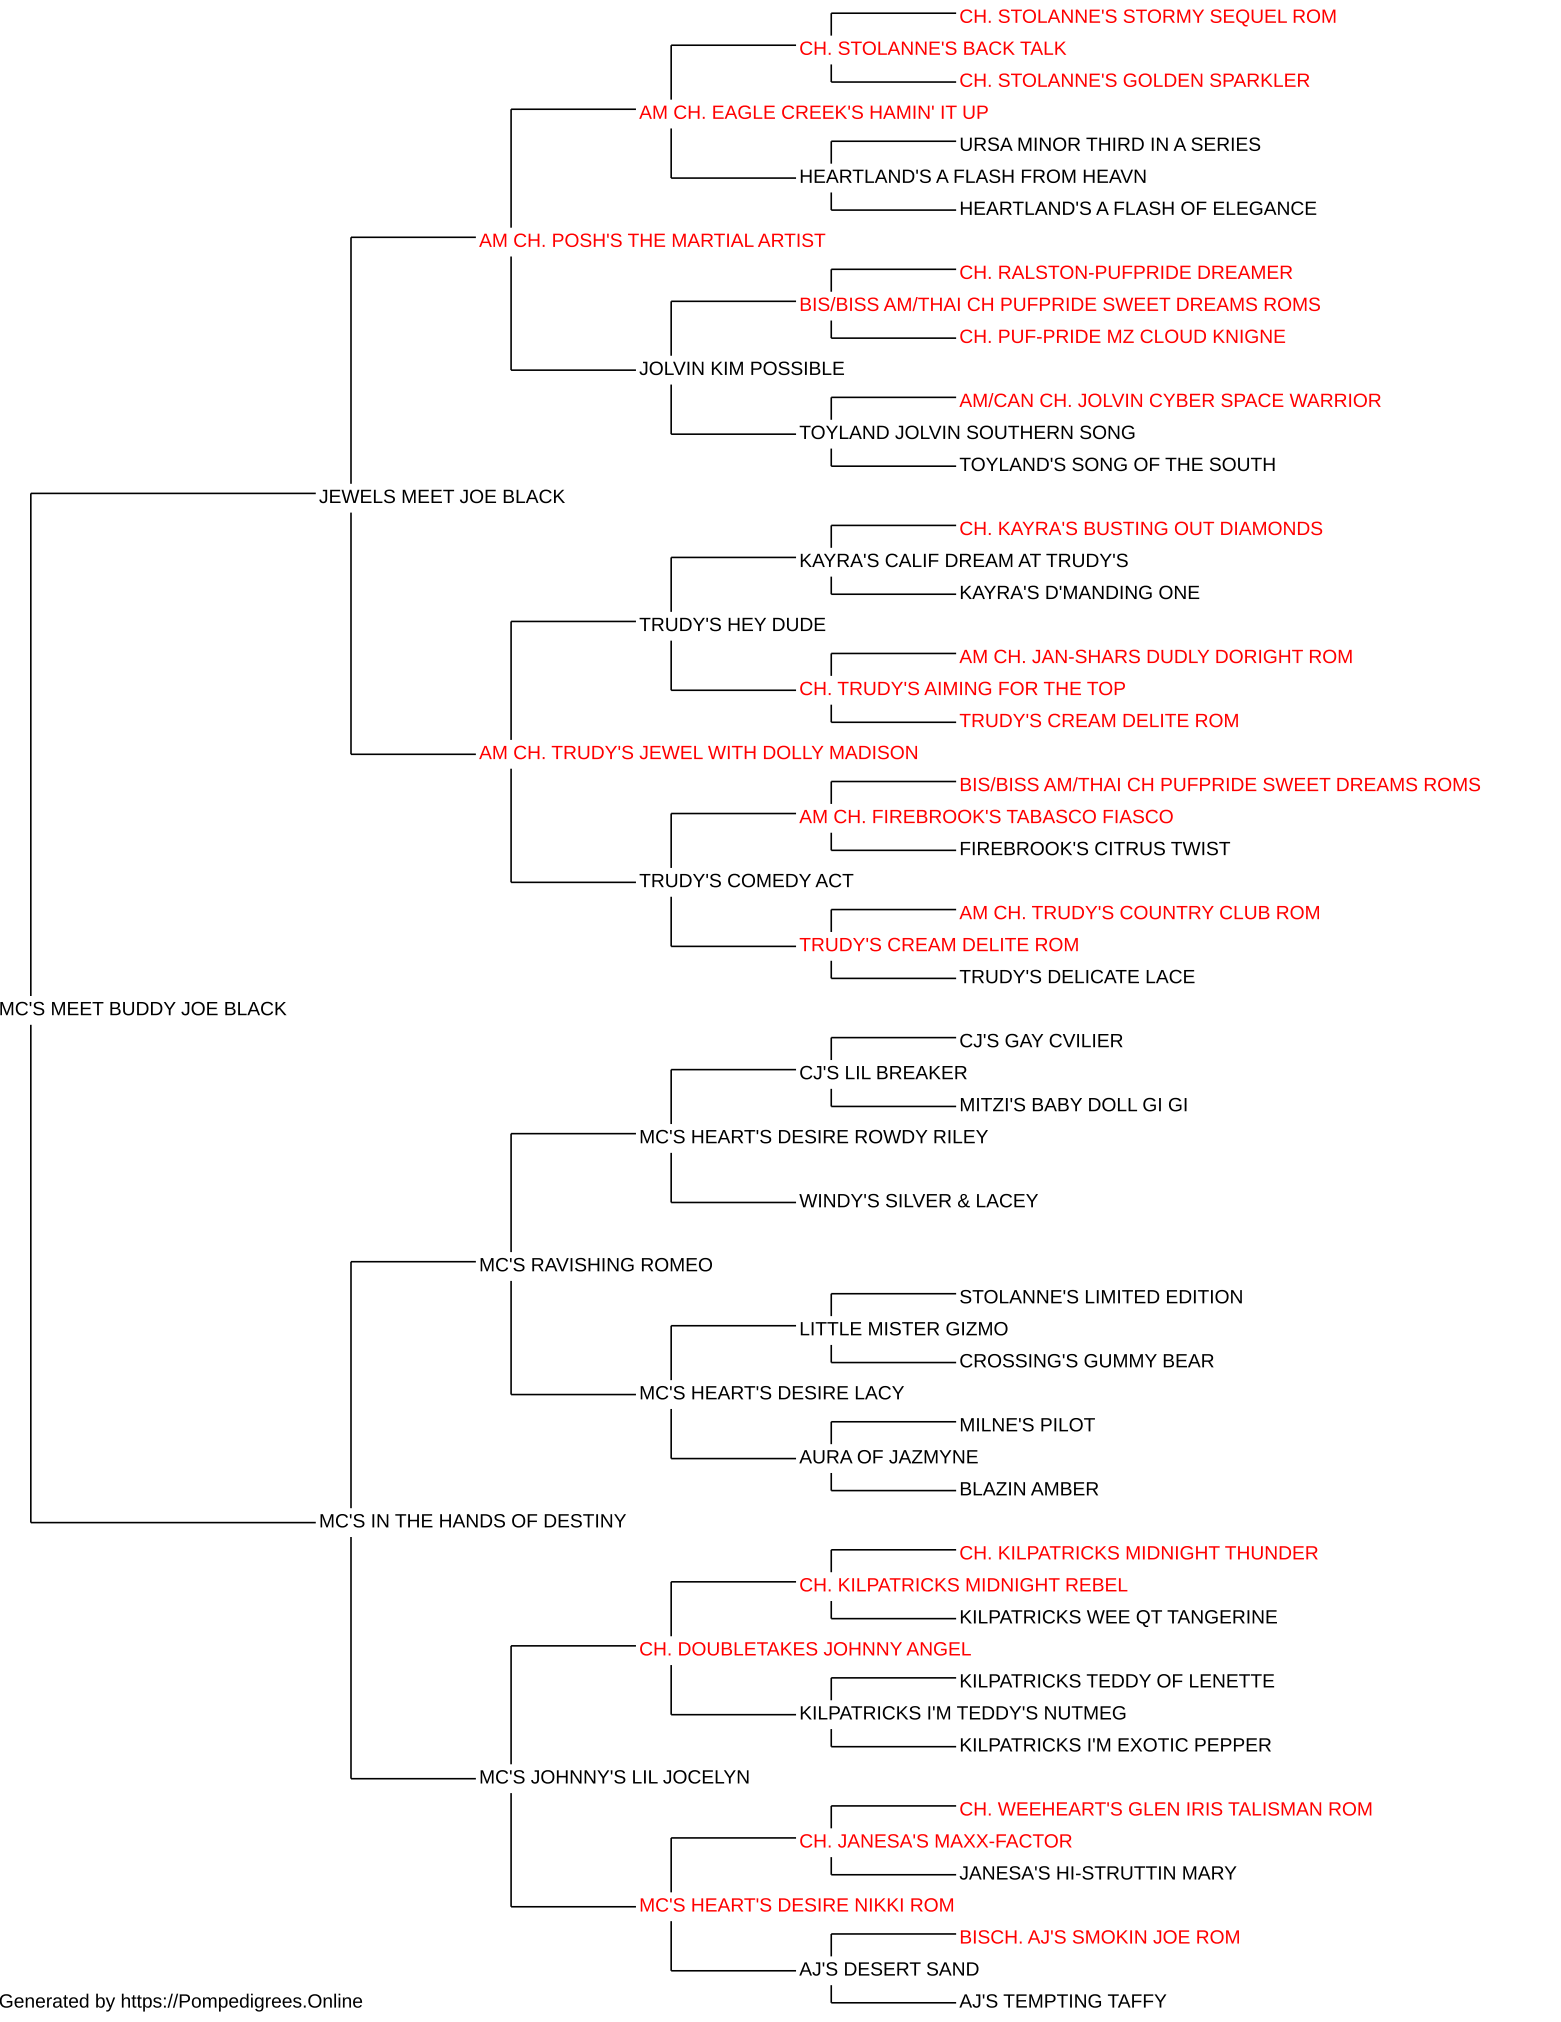 CH. STOLANNE'S STORMY SEQUEL ROM
CH. STOLANNE'S BACK TALK
CH. STOLANNE'S GOLDEN SPARKLER
AM CH. EAGLE CREEK'S HAMIN' IT UP
URSA MINOR THIRD IN A SERIES
HEARTLAND'S A FLASH FROM HEAVN
HEARTLAND'S A FLASH OF ELEGANCE
AM CH. POSH'S THE MARTIAL ARTIST
CH. RALSTON-PUFPRIDE DREAMER
BIS/BISS AM/THAI CH PUFPRIDE SWEET DREAMS ROMS
CH. PUF-PRIDE MZ CLOUD KNIGNE
JOLVIN KIM POSSIBLE
AM/CAN CH. JOLVIN CYBER SPACE WARRIOR
TOYLAND JOLVIN SOUTHERN SONG
TOYLAND'S SONG OF THE SOUTH
JEWELS MEET JOE BLACK
CH. KAYRA'S BUSTING OUT DIAMONDS
KAYRA'S CALIF DREAM AT TRUDY'S
KAYRA'S D'MANDING ONE
TRUDY'S HEY DUDE
AM CH. JAN-SHARS DUDLY DORIGHT ROM
CH. TRUDY'S AIMING FOR THE TOP
TRUDY'S CREAM DELITE ROM
AM CH. TRUDY'S JEWEL WITH DOLLY MADISON
BIS/BISS AM/THAI CH PUFPRIDE SWEET DREAMS ROMS
AM CH. FIREBROOK'S TABASCO FIASCO
FIREBROOK'S CITRUS TWIST
TRUDY'S COMEDY ACT
AM CH. TRUDY'S COUNTRY CLUB ROM
TRUDY'S CREAM DELITE ROM
TRUDY'S DELICATE LACE
MC'S MEET BUDDY JOE BLACK
CJ'S GAY CVILIER
CJ'S LIL BREAKER
MITZI'S BABY DOLL GI GI
MC'S HEART'S DESIRE ROWDY RILEY
WINDY'S SILVER & LACEY
MC'S RAVISHING ROMEO
STOLANNE'S LIMITED EDITION
LITTLE MISTER GIZMO
CROSSING'S GUMMY BEAR
MC'S HEART'S DESIRE LACY
MILNE'S PILOT
AURA OF JAZMYNE
BLAZIN AMBER
MC'S IN THE HANDS OF DESTINY
CH. KILPATRICKS MIDNIGHT THUNDER
CH. KILPATRICKS MIDNIGHT REBEL
KILPATRICKS WEE QT TANGERINE
CH. DOUBLETAKES JOHNNY ANGEL
KILPATRICKS TEDDY OF LENETTE
KILPATRICKS I'M TEDDY'S NUTMEG
KILPATRICKS I'M EXOTIC PEPPER
MC'S JOHNNY'S LIL JOCELYN
CH. WEEHEART'S GLEN IRIS TALISMAN ROM
CH. JANESA'S MAXX-FACTOR
JANESA'S HI-STRUTTIN MARY
MC'S HEART'S DESIRE NIKKI ROM
BISCH. AJ'S SMOKIN JOE ROM
AJ'S DESERT SAND
AJ'S TEMPTING TAFFY
Generated by https://Pompedigrees.Online